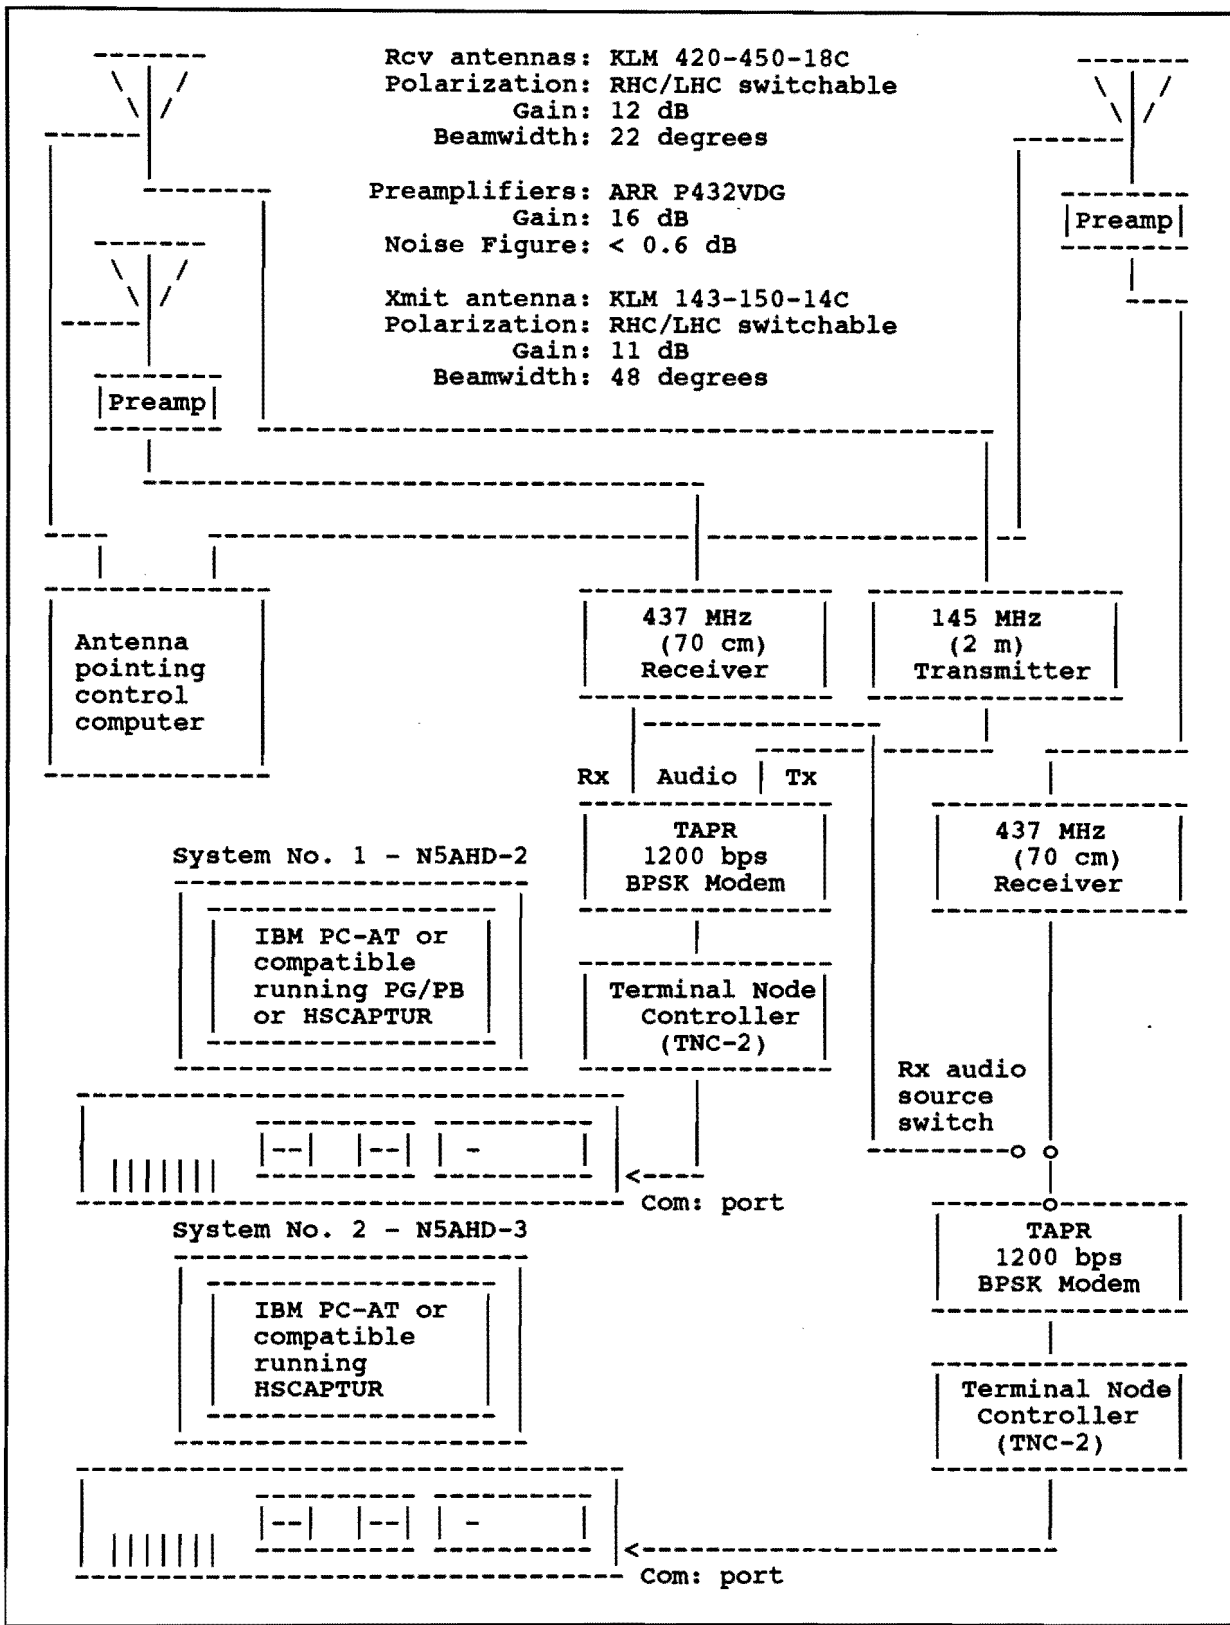 Rcv antennas: KLM 420-450-18C
Polarization: RHC/LHC switchable
Gain: 12 dB
Beamwidth: 22 degrees
Preamplifiers: ARR P432VDG
Gain: 16 dB
Noise Figure: < 0.6 dB
Xmit antenna: KLM 143-150-14C
Polarization: RHC/LHC switchable
Gain: 11 dB
Beamwidth: 48 degrees
Preamp
Preamp
Antenna
pointing
control
computer
437 MHz
(70 cm)
Receiver
145 MHz
(2 m)
Transmitter
Rx Audio Tx
TAPR
1200 bps
BPSK Modem
437 MHz
(70 cm)
Receiver
System No. 1 - N5AHD-2
IBM PC-AT or
compatible
running PG/PB
or HSCAPTUR
Terminal Node
Controller
(TNC-2)
Rx audio
source
switch
Com: port
System No. 2 - N5AHD-3
IBM PC-AT or
compatible
running
HSCAPTUR
TAPR
1200 bps
BPSK Modem
Terminal Node
Controller
(TNC-2)
Com: port